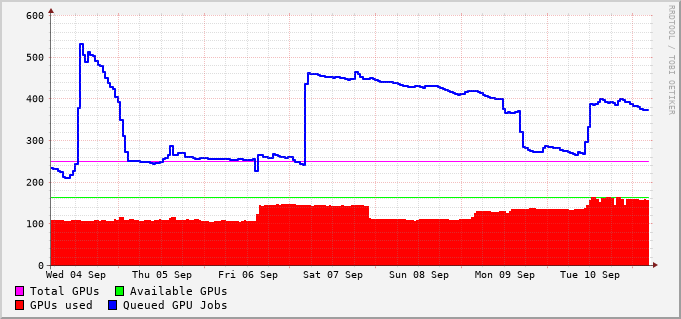 600
500
400
300
200
100
0
Wed 04 Sep Thu 05 Sep Fri 06 Sep Sat 07 Sep Sun 08 Sep Mon 09 Sep Tue 10 Sep
Total GPUs Available GPUs
GPUs used Queued GPU Jobs
RRDTOOL / TOBI OETIKER